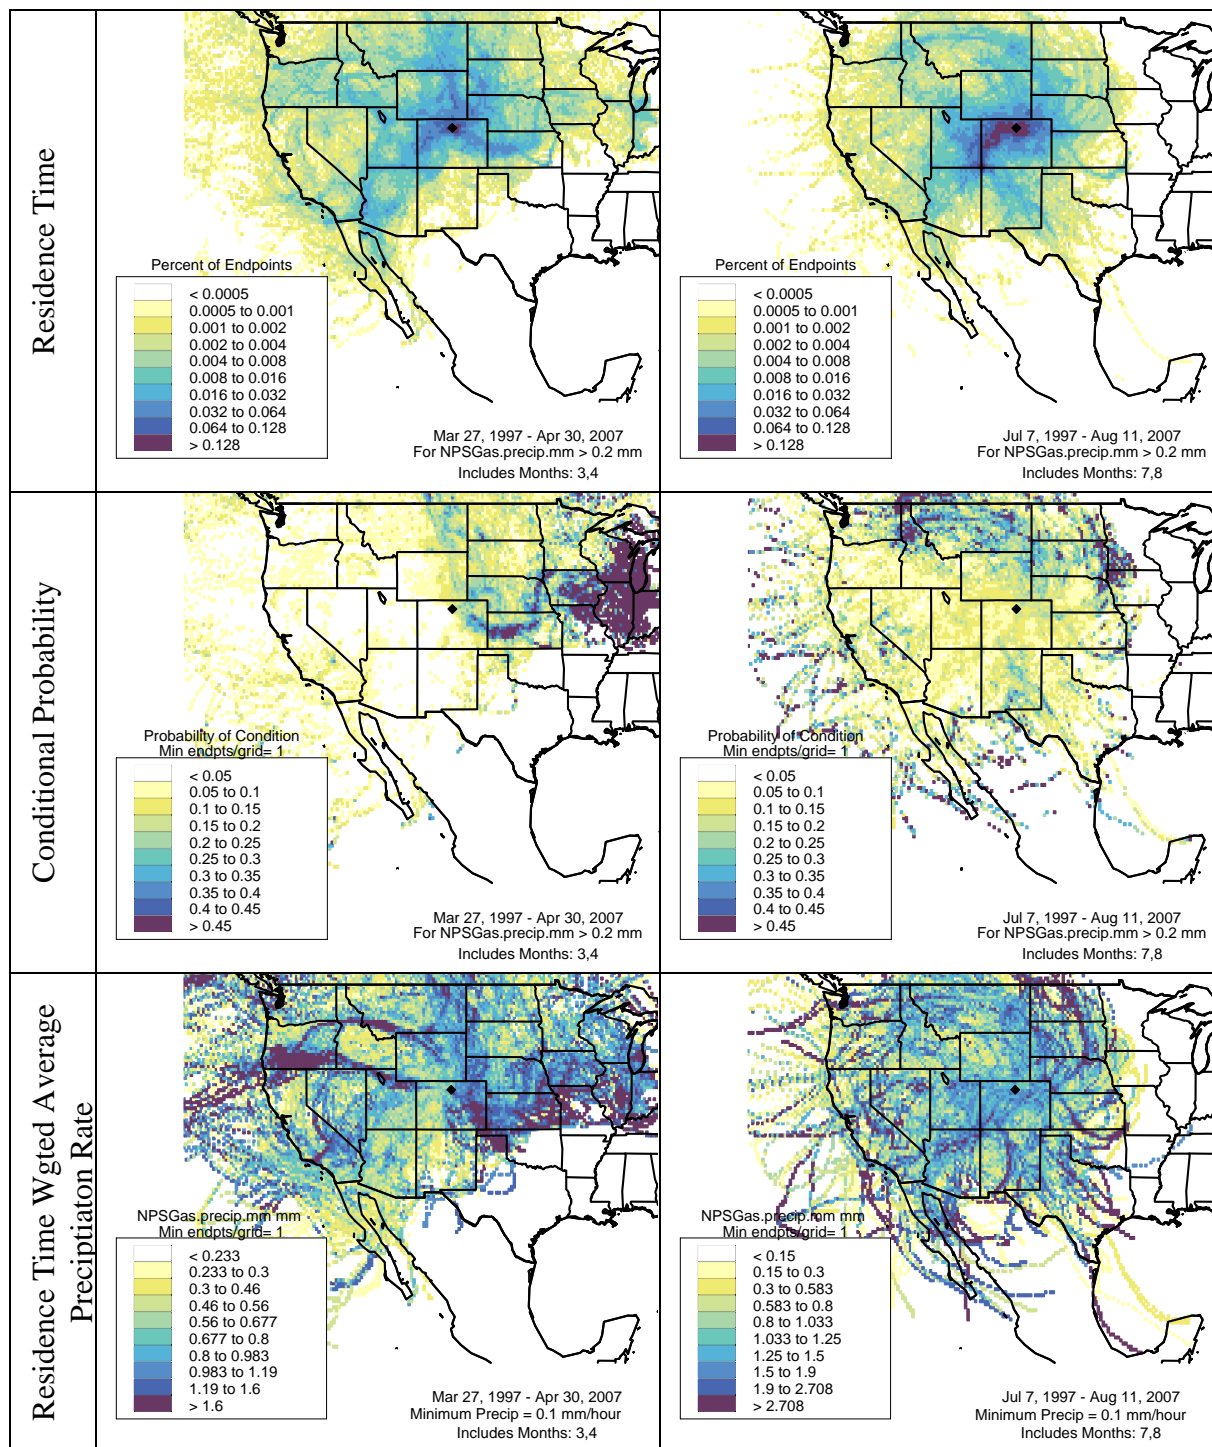 Residence Time
Percent of Endpoints
< 0.0005
0.0005 to 0.001
0.001 to 0.002
0.002 to 0.004
0.004 to 0.008
0.008 to 0.016
0.016 to 0.032
0.032 to 0.064
0.064 to 0.128
> 0.128
Mar 27, 1997 - Apr 30, 2007
For NPSGas.precip.mm > 0.2 mm
Includes Months: 3,4
Percent of Endpoints
< 0.0005
0.0005 to 0.001
0.001 to 0.002
0.002 to 0.004
0.004 to 0.008
0.008 to 0.016
0.016 to 0.032
0.032 to 0.064
0.064 to 0.128
> 0.128
Jul 7, 1997 - Aug 11, 2007
For NPSGas.precip.mm > 0.2 mm
Includes Months: 7,8
Conditional Probability
Probability of Condition
Min endpts/grid= 1
< 0.05
0.05 to 0.1
0.1 to 0.15
0.15 to 0.2
0.2 to 0.25
0.25 to 0.3
0.3 to 0.35
0.35 to 0.4
0.4 to 0.45
> 0.45
Mar 27, 1997 - Apr 30, 2007
For NPSGas.precip.mm > 0.2 mm
Includes Months: 3,4
Probability of Condition
Min endpts/grid= 1
< 0.05
0.05 to 0.1
0.1 to 0.15
0.15 to 0.2
0.2 to 0.25
0.25 to 0.3
0.3 to 0.35
0.35 to 0.4
0.4 to 0.45
> 0.45
Jul 7, 1997 - Aug 11, 2007
For NPSGas.precip.mm > 0.2 mm
Includes Months: 7,8
Residence Time Wgted Average
Preciptiaton Rate
NPSGas.precip.mm mm
Min endpts/grid= 1
< 0.233
0.233 to 0.3
0.3 to 0.46
0.46 to 0.56
0.56 to 0.677
0.677 to 0.8
0.8 to 0.983
0.983 to 1.19
1.19 to 1.6
> 1.6
Mar 27, 1997 - Apr 30, 2007
Minimum Precip = 0.1 mm/hour
Includes Months: 3,4
NPSGas.precip.mm mm
Min endpts/grid= 1
< 0.15
0.15 to 0.3
0.3 to 0.583
0.583 to 0.8
0.8 to 1.033
1.033 to 1.25
1.25 to 1.5
1.5 to 1.9
1.9 to 2.708
> 2.708
Jul 7, 1997 - Aug 11, 2007
Minimum Precip = 0.1 mm/hour
Includes Months: 7,8